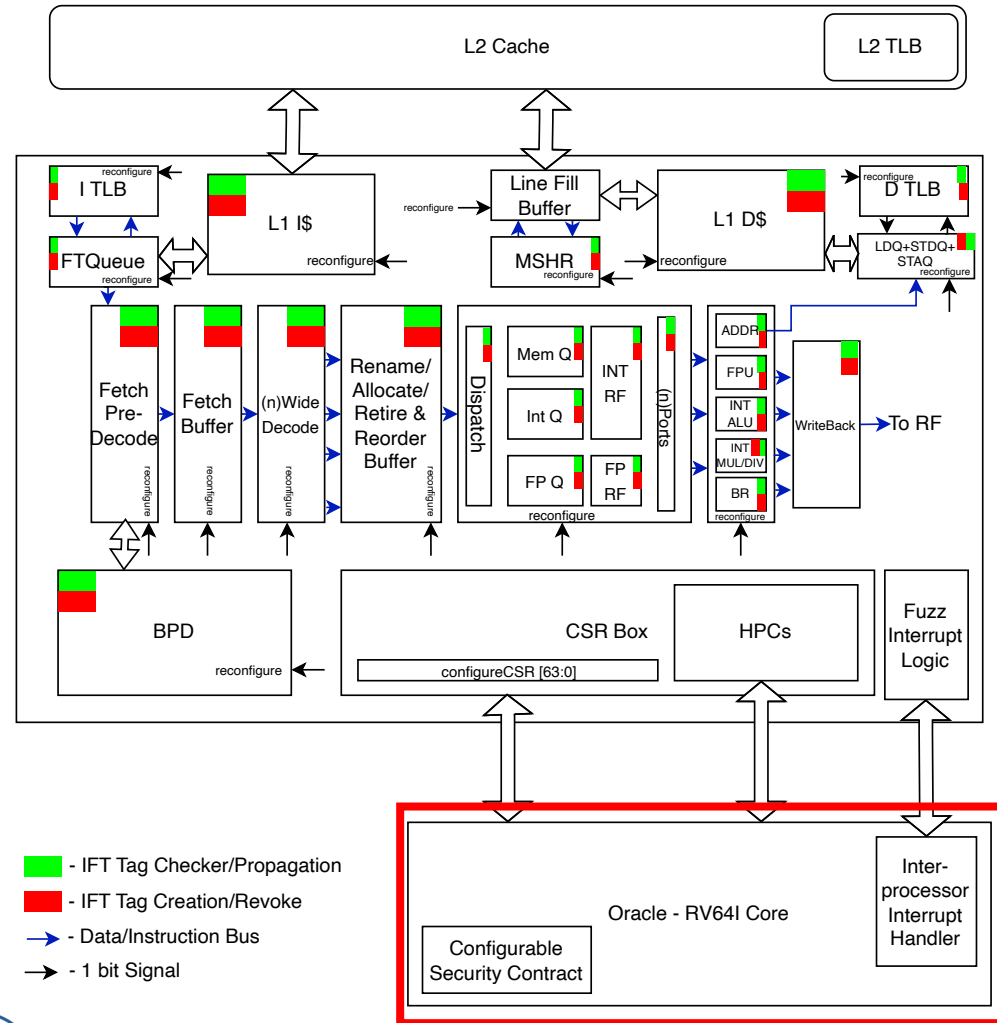 L2 Cache
L2 TLB
reconfigure
I TLB
L1 I$
reconfigure
FTQueue
reconfigure
reconfigure
Line Fill
Buffer
MSHR
reconfigure
L1 D$
reconfigure
reconfigure
D TLB
LDQ+STDQ+
STAQ
reconfigure
Fetch
Pre-
Decode
reconfigure
Fetch
Buffer
reconfigure
(n)Wide
Decode
reconfigure
Rename/
Allocate/
Retire &
Reorder
Buffer
reconfigure
Dispatch
Mem Q
Int Q
FP Q
INT
RF
FP
RF
(n)Ports
reconfigure
ADDR
FPU
INT
ALU
INT
MUL/DIV
BR
reconfigure
WriteBack
To RF
BPD
reconfigure
CSR Box
configureCSR [63:0]
HPCs
Fuzz
Interrupt
Logic
- IFT Tag Checker/Propagation
- IFT Tag Creation/Revoke
- Data/Instruction Bus
- 1 bit Signal
Oracle - RV64I Core
Configurable
Security Contract
Inter-
processor
Interrupt
Handler